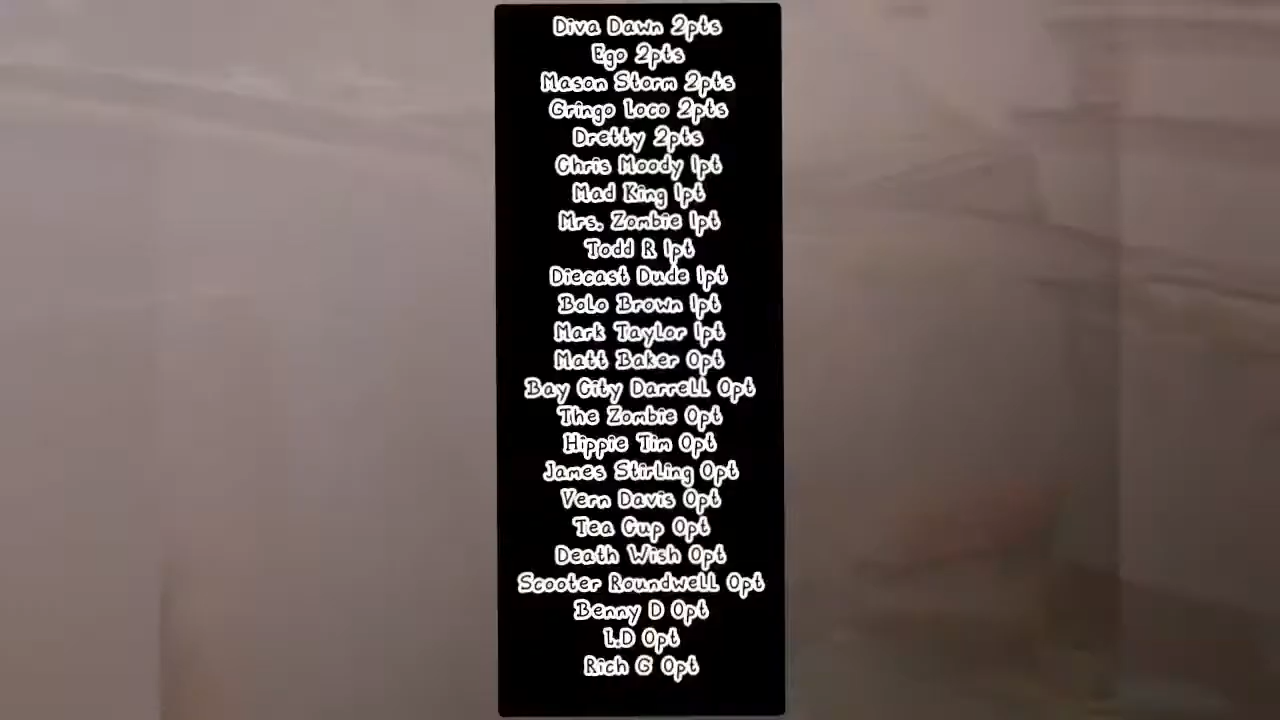 Diva Dawn 2pts
Ego 2pts
Mason Storm 2pts
Gringo Loco 2pts
Dretty 2pts
Chris Moody 1pt
Mad King 1pt
Mrs. Zombie 1pt
Todd R 1pt
Diecast Dude 1pt
Bolo Brown 1pt
Mark Taylor 1pt
Matt Baker 0pt
Bay City Darrell 0pt
The Zombie 0pt
Hippie Tim 0pt
James Stirling 0pt
Vern Davis 0pt
Tea Cup 0pt
Death Wish 0pt
Scooter Roundwell 0pt
Benny D 0pt
L.D 0pt
Rich G 0pt